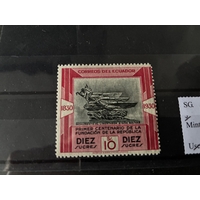 CORREOS DEL ECUADOR
1830 1930
PRIMER CENTENARIO DE LA
FUNDACION DE LA REPUBLICA
DIEZ 10 DIEZ
SUCRES SUCRES
SG.
Mint
Use